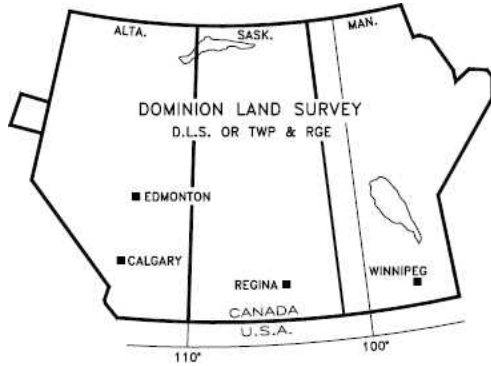 ALTA.
SASK.
MAN.
DOMINION LAND SURVEY
D.L.S. OR TWP & RGE
EDMONTON
CALGARY
REGINA
WINNIPEG
CANADA
U.S.A.
110°
100°